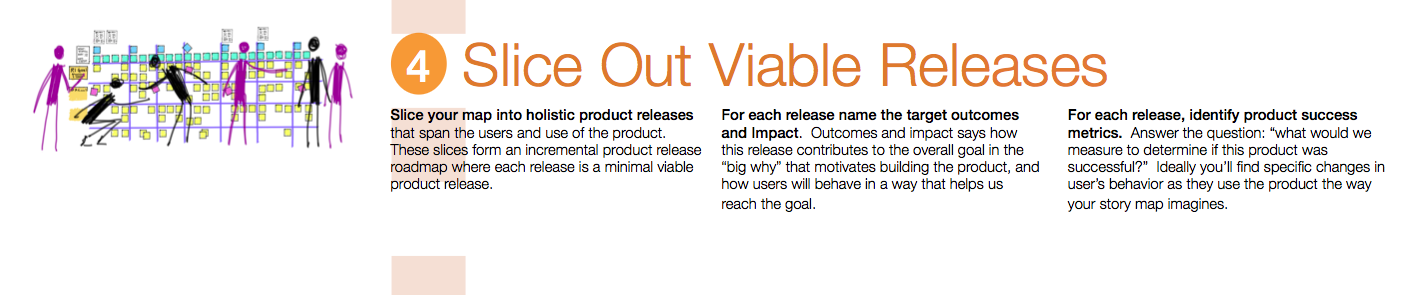 4 Slice Out Viable Releases
Slice your map into holistic product releases
that span the users and use of the product.
These slices form an incremental product release
roadmap where each release is a minimal viable
product release.
For each release name the target outcomes
and Impact.  Outcomes and impact says how
this release contributes to the overall goal in the
“big why” that motivates building the product, and
how users will behave in a way that helps us
reach the goal.
For each release, identify product success
metrics.  Answer the question: “what would we
measure to determine if this product was
successful?”  Ideally you’ll find specific changes in
user’s behavior as they use the product the way
your story map imagines.